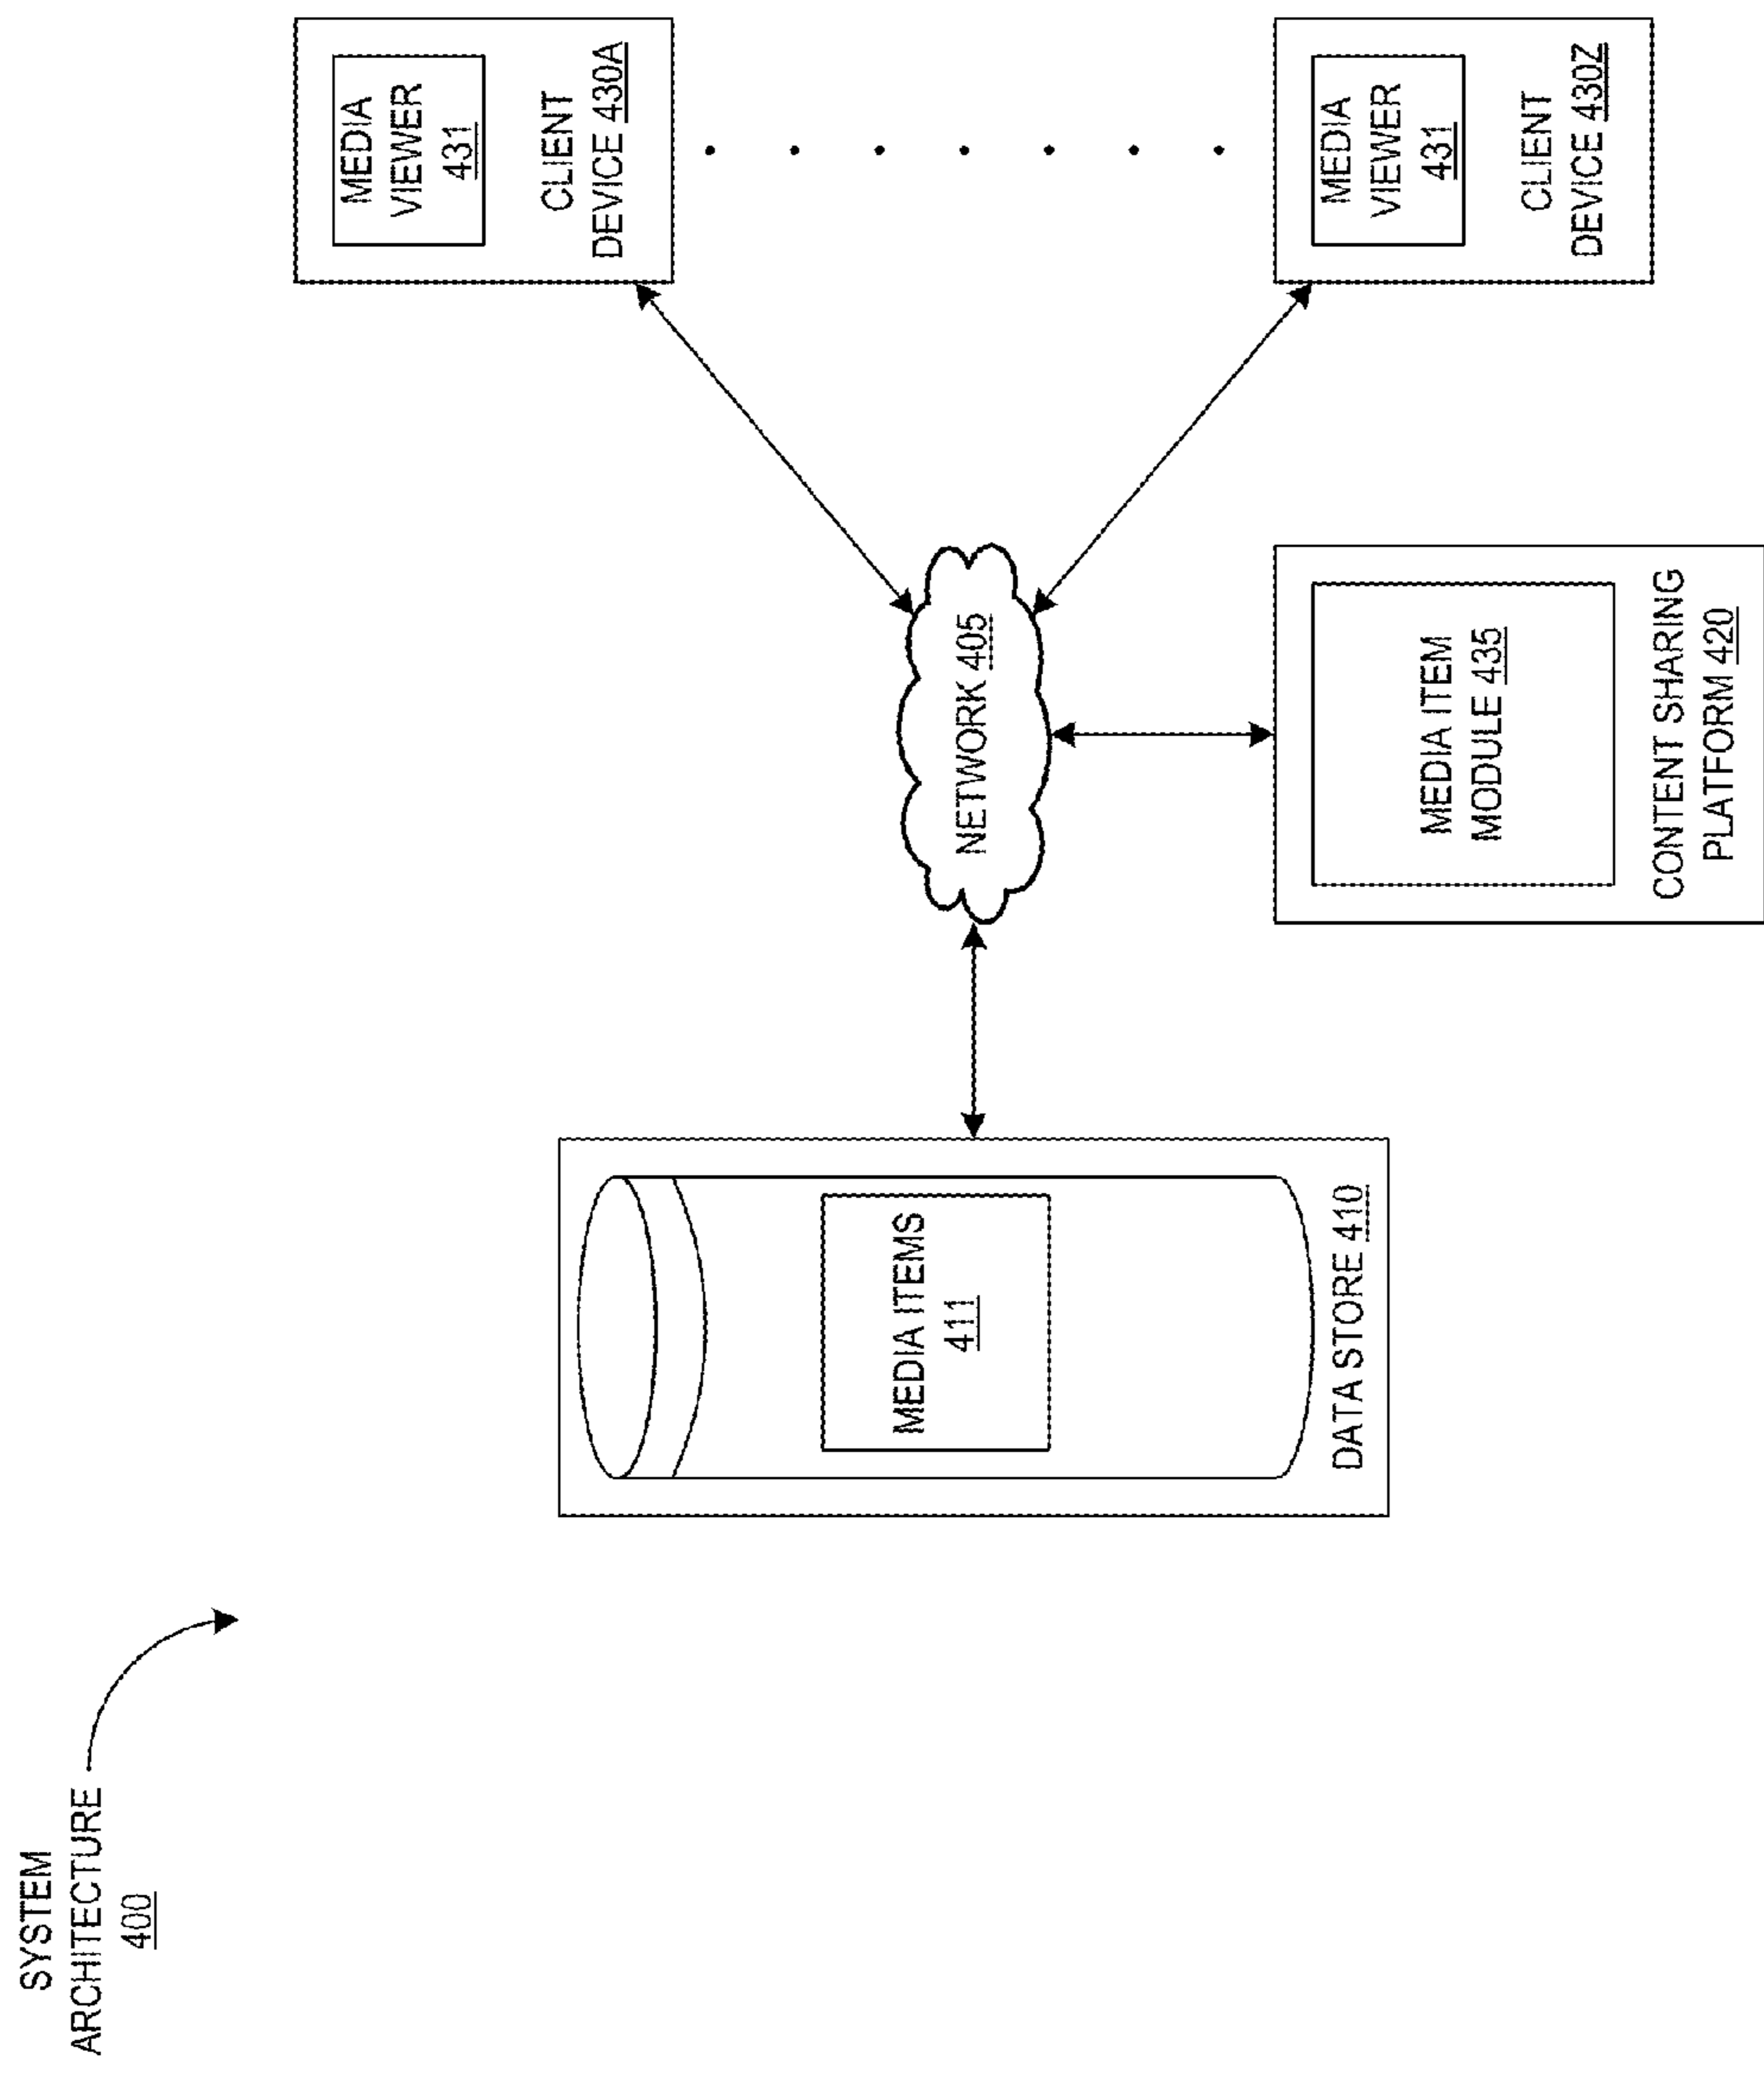 SYSTEM
ARCHITECTURE
400
MEDIA ITEMS
411
DATA STORE 410
NETWORK 405
MEDIA ITEM
MODULE 435
CONTENT SHARING
PLATFORM 420
MEDIA
VIEWER
431
CLIENT
DEVICE 430A
MEDIA
VIEWER
431
CLIENT
DEVICE 430Z